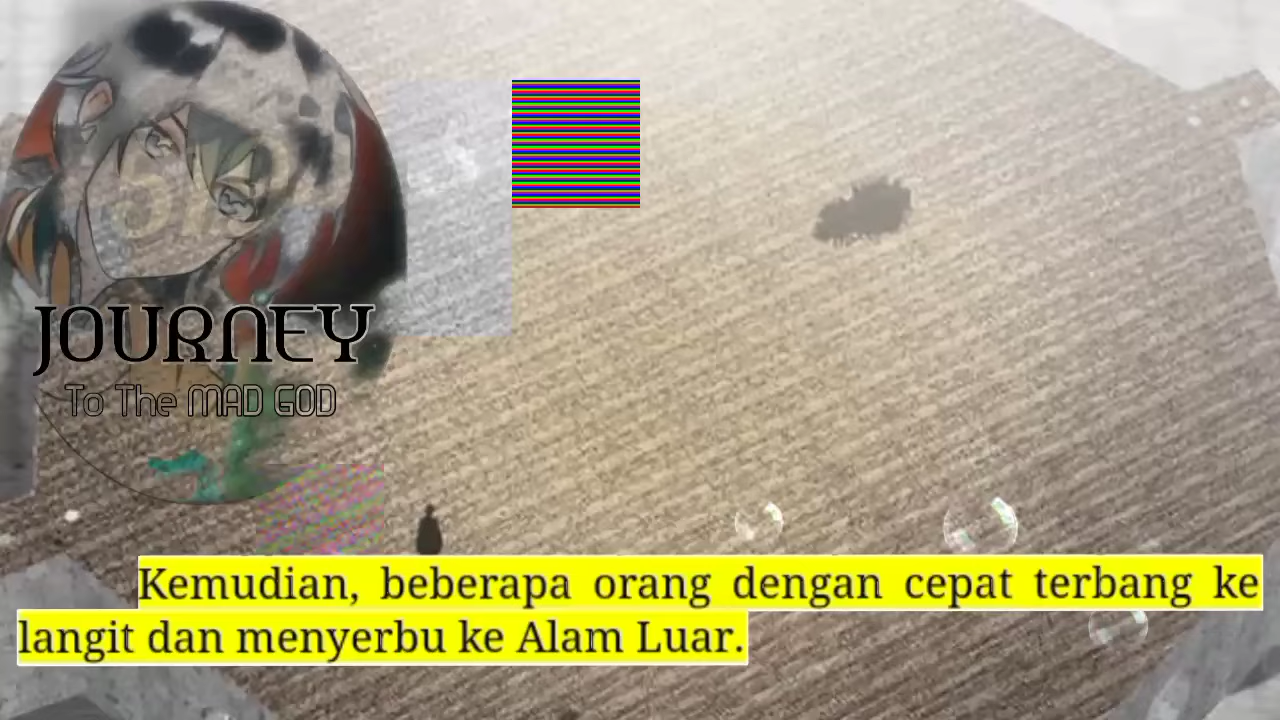 JOURNEY
To The MAD GOD
Kemudian, beberapa orang dengan cepat terbang ke
langit dan menyerbu ke Alam Luar.